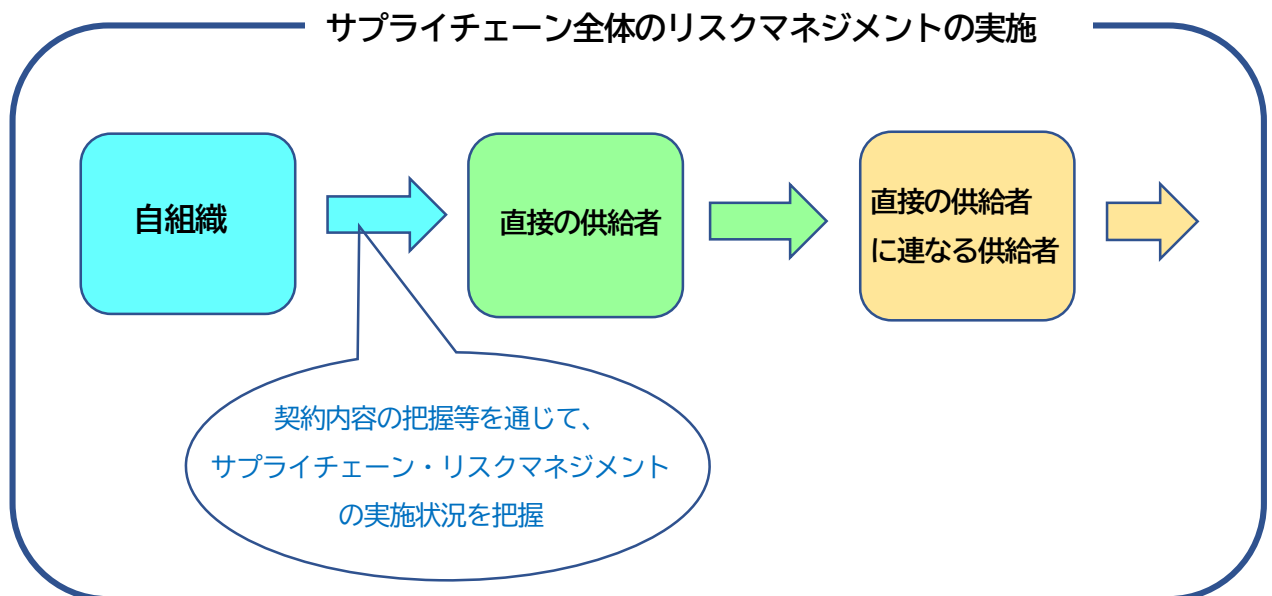 サプライチェーン全体のリスクマネジメントの実施
自組織
直接の供給者
直接の供給者
に連なる供給者
契約内容の把握等を通じて、
サプライチェーン・リスクマネジメント
の実施状況を把握